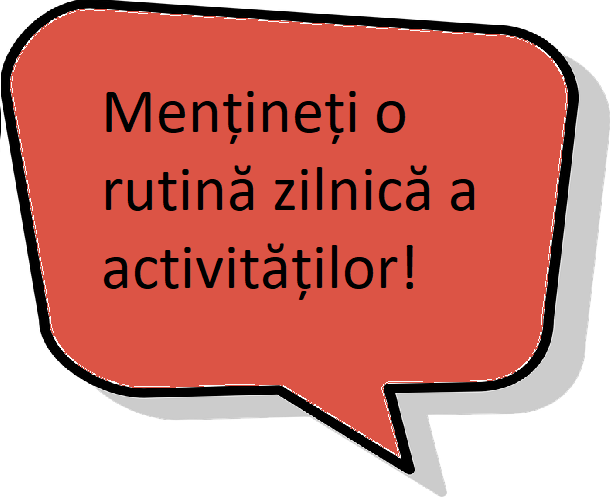 Mențineți o
rutină zilnică a
activităților!